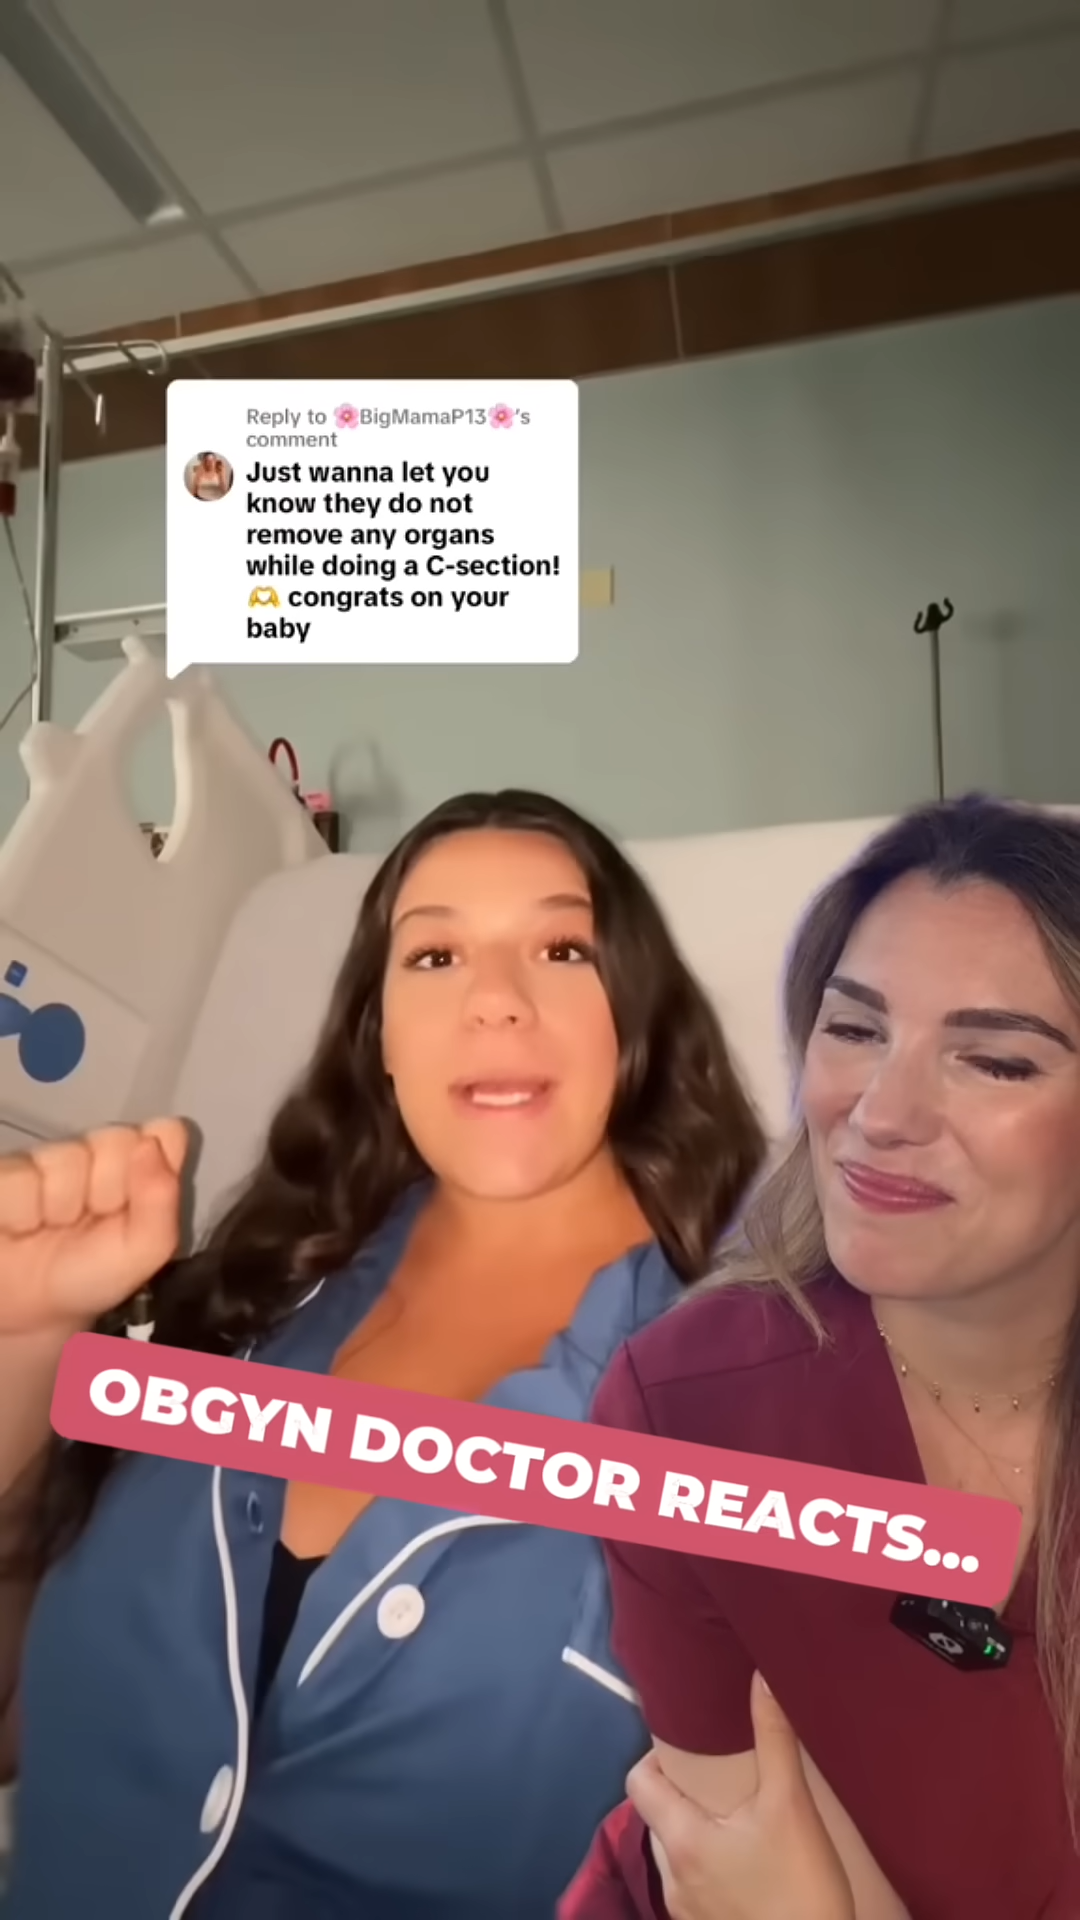 Reply to 🌸BigMamaP13🌸's
comment
Just wanna let you
know they do not
remove any organs
while doing a C-section!
🫶 congrats on your
baby
OBGYN DOCTOR REACTS...